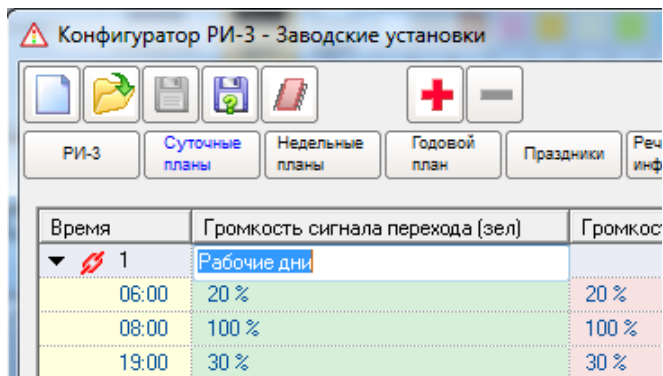 Конфигуратор РИ-3 - Заводские установки
РИ-3
Суточные
планы
Недельные
планы
Годовой
план
Праздники
Время
Громкость сигнала перехода (зел)
1
Рабочие дни
06:00 20 % 20 %
08:00 100 % 100 %
19:00 30 % 30 %